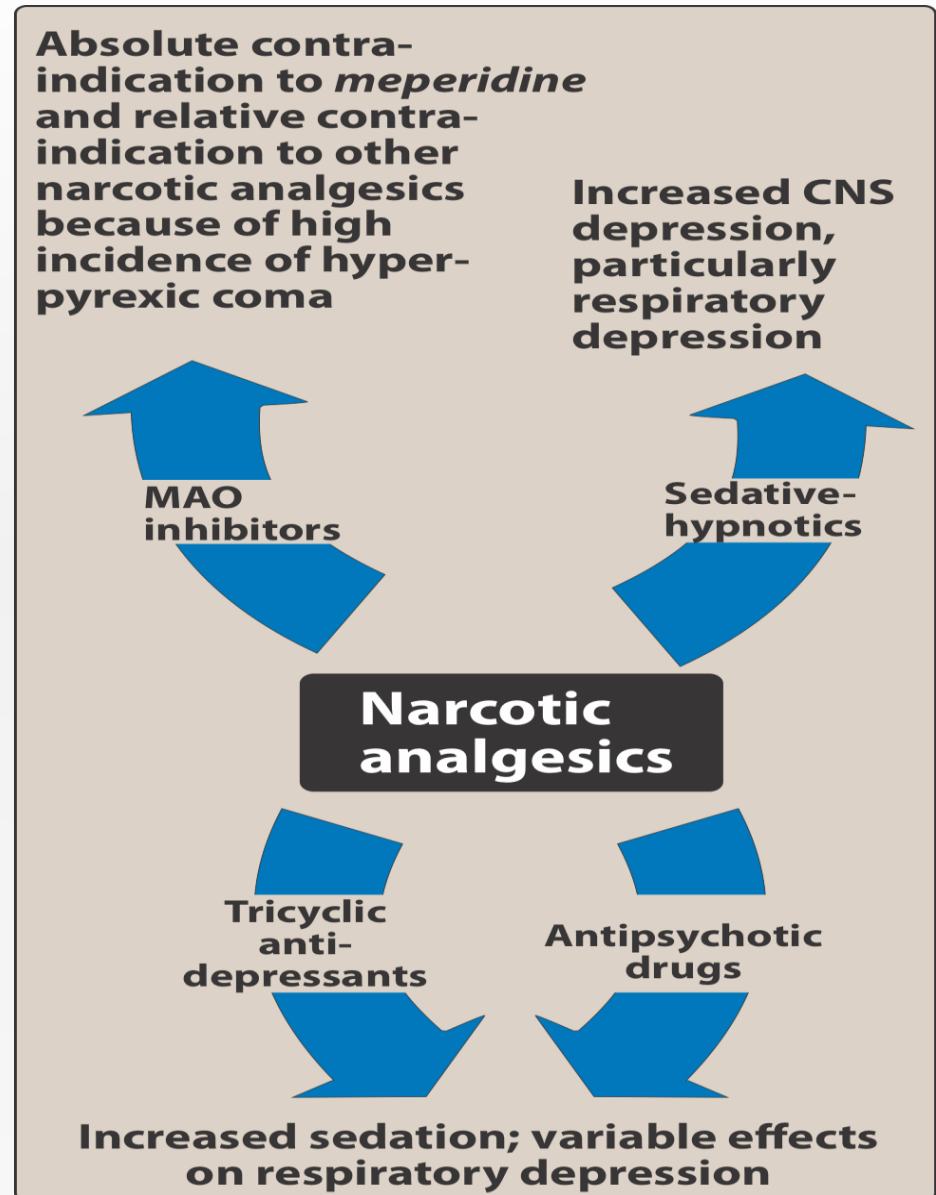 Absolute contra-
indication to meperidine
and relative contra-
indication to other
narcotic analgesics
because of high
incidence of hyper-
pyrexic coma
Increased CNS
depression,
particularly
respiratory
depression
MAO
inhibitors
Sedative-
hypnotics
Narcotic
analgesics
Tricyclic
anti-
depressants
Antipsychotic
drugs
Increased sedation; variable effects
on respiratory depression